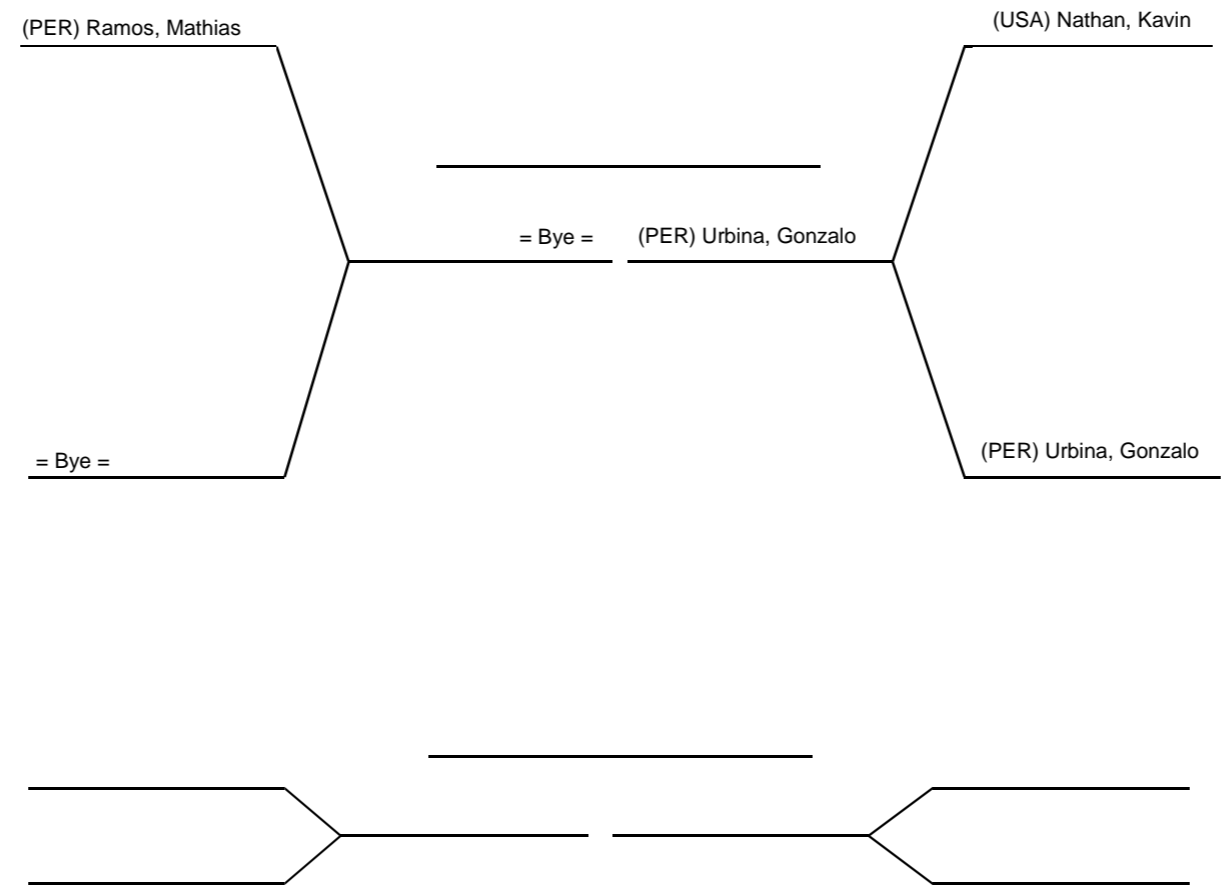 (PER) Ramos, Mathias
(USA) Nathan, Kavin
= Bye =
(PER) Urbina, Gonzalo
= Bye =
(PER) Urbina, Gonzalo